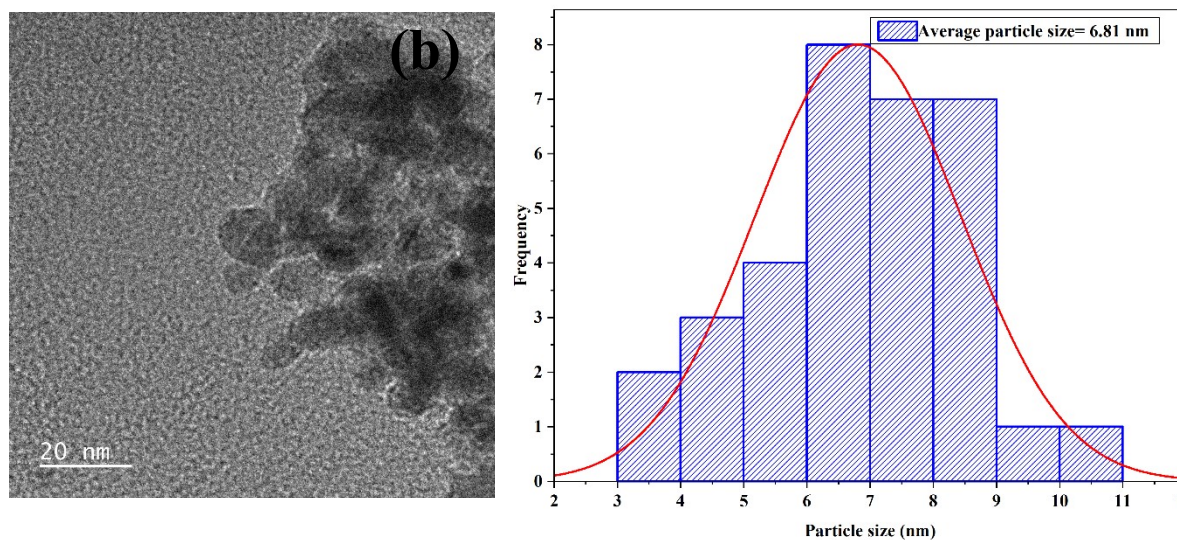 (b)
20 nm
Average particle size= 6.81 nm
8
7
6
5
4
3
2
1
0
Frequency
2 3 4 5 6 7 8 9 10 11
Particle size (nm)